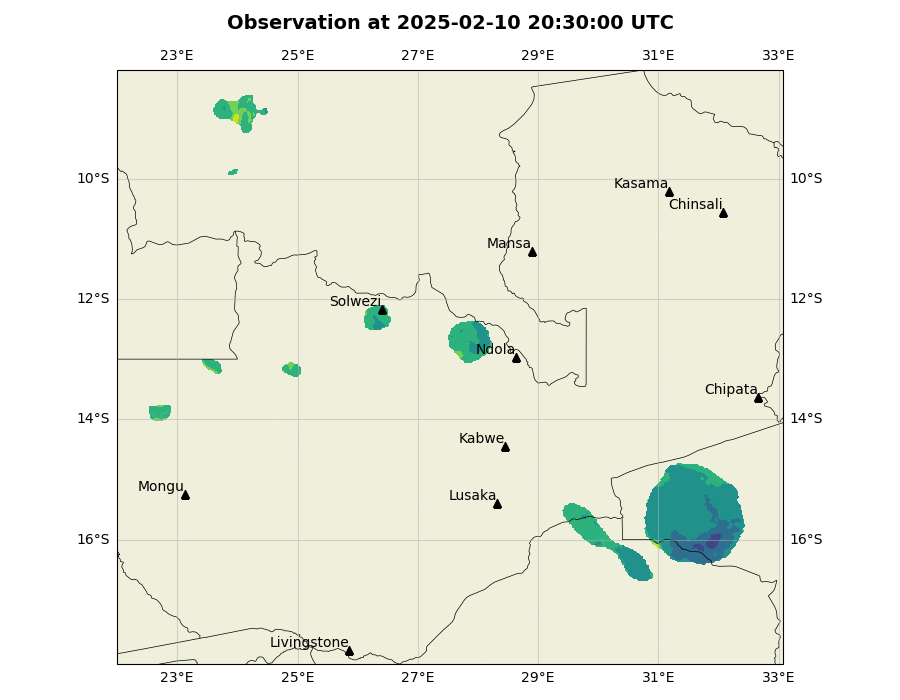 Observation at 2025-02-10 20:30:00 UTC
23°E 25°E 27°E 29°E 31°E 33°E
10°S 10°S
Kasama
Chinsali
Mansa
12°S 12°S
Solwezi
Ndola
Chipata
14°S 14°S
Kabwe
Mongu
Lusaka
16°S 16°S
Livingstone
23°E 25°E 27°E 29°E 31°E 33°E